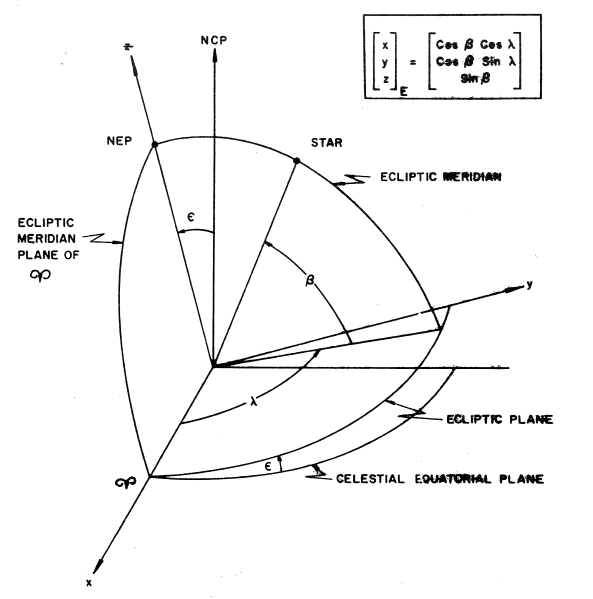 NCP
z
x Cos β Cos λ
y = Cos β Sin λ
z Sin β
E
NEP
STAR
ECLIPTIC MERIDIAN
ECLIPTIC
MERIDIAN
PLANE OF
♈
ϵ
β
y
λ
ECLIPTIC PLANE
ϵ
♈
CELESTIAL EQUATORIAL PLANE
x